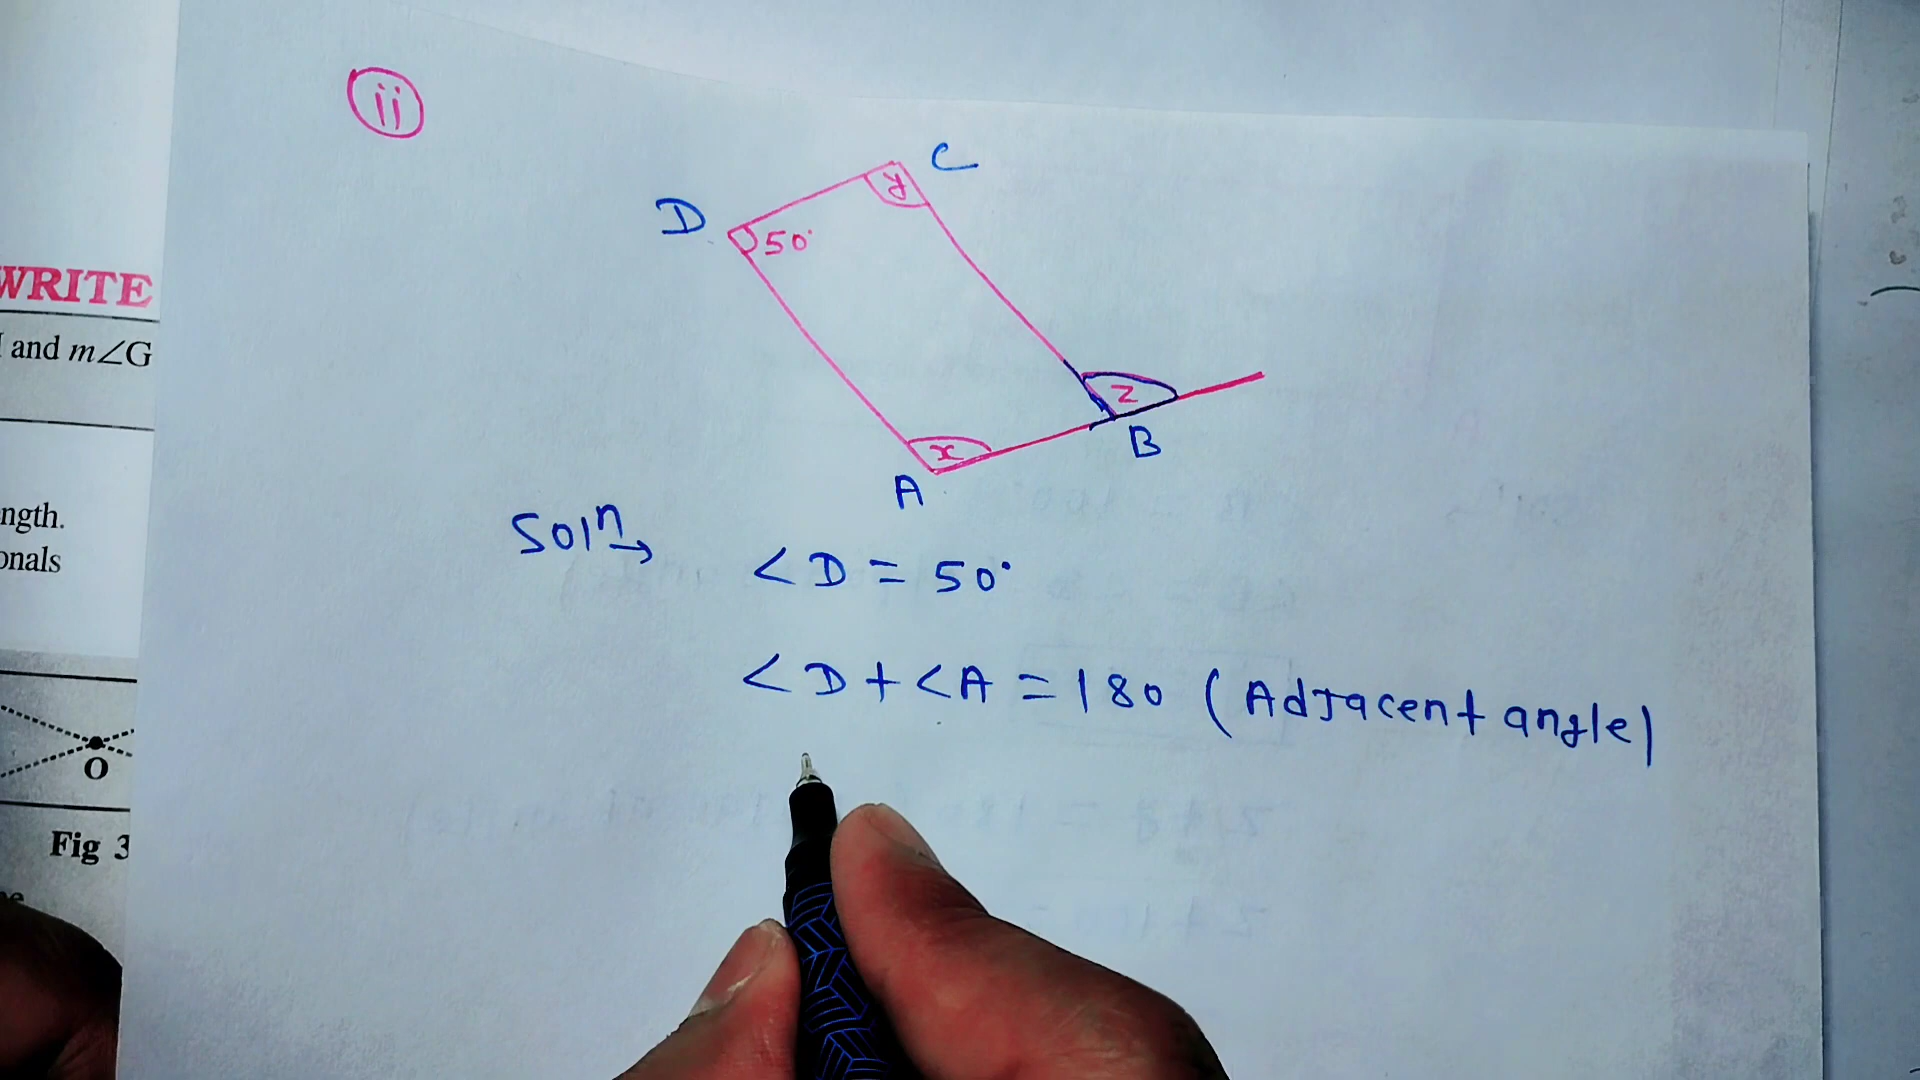 ii
C
y
D
50°
WRITE
and m∠G
z
B
x
A
ngth.
Soln→
onals
∠D = 50°
∠D+∠A = 180 (Adjacent angle)
O
Fig 3